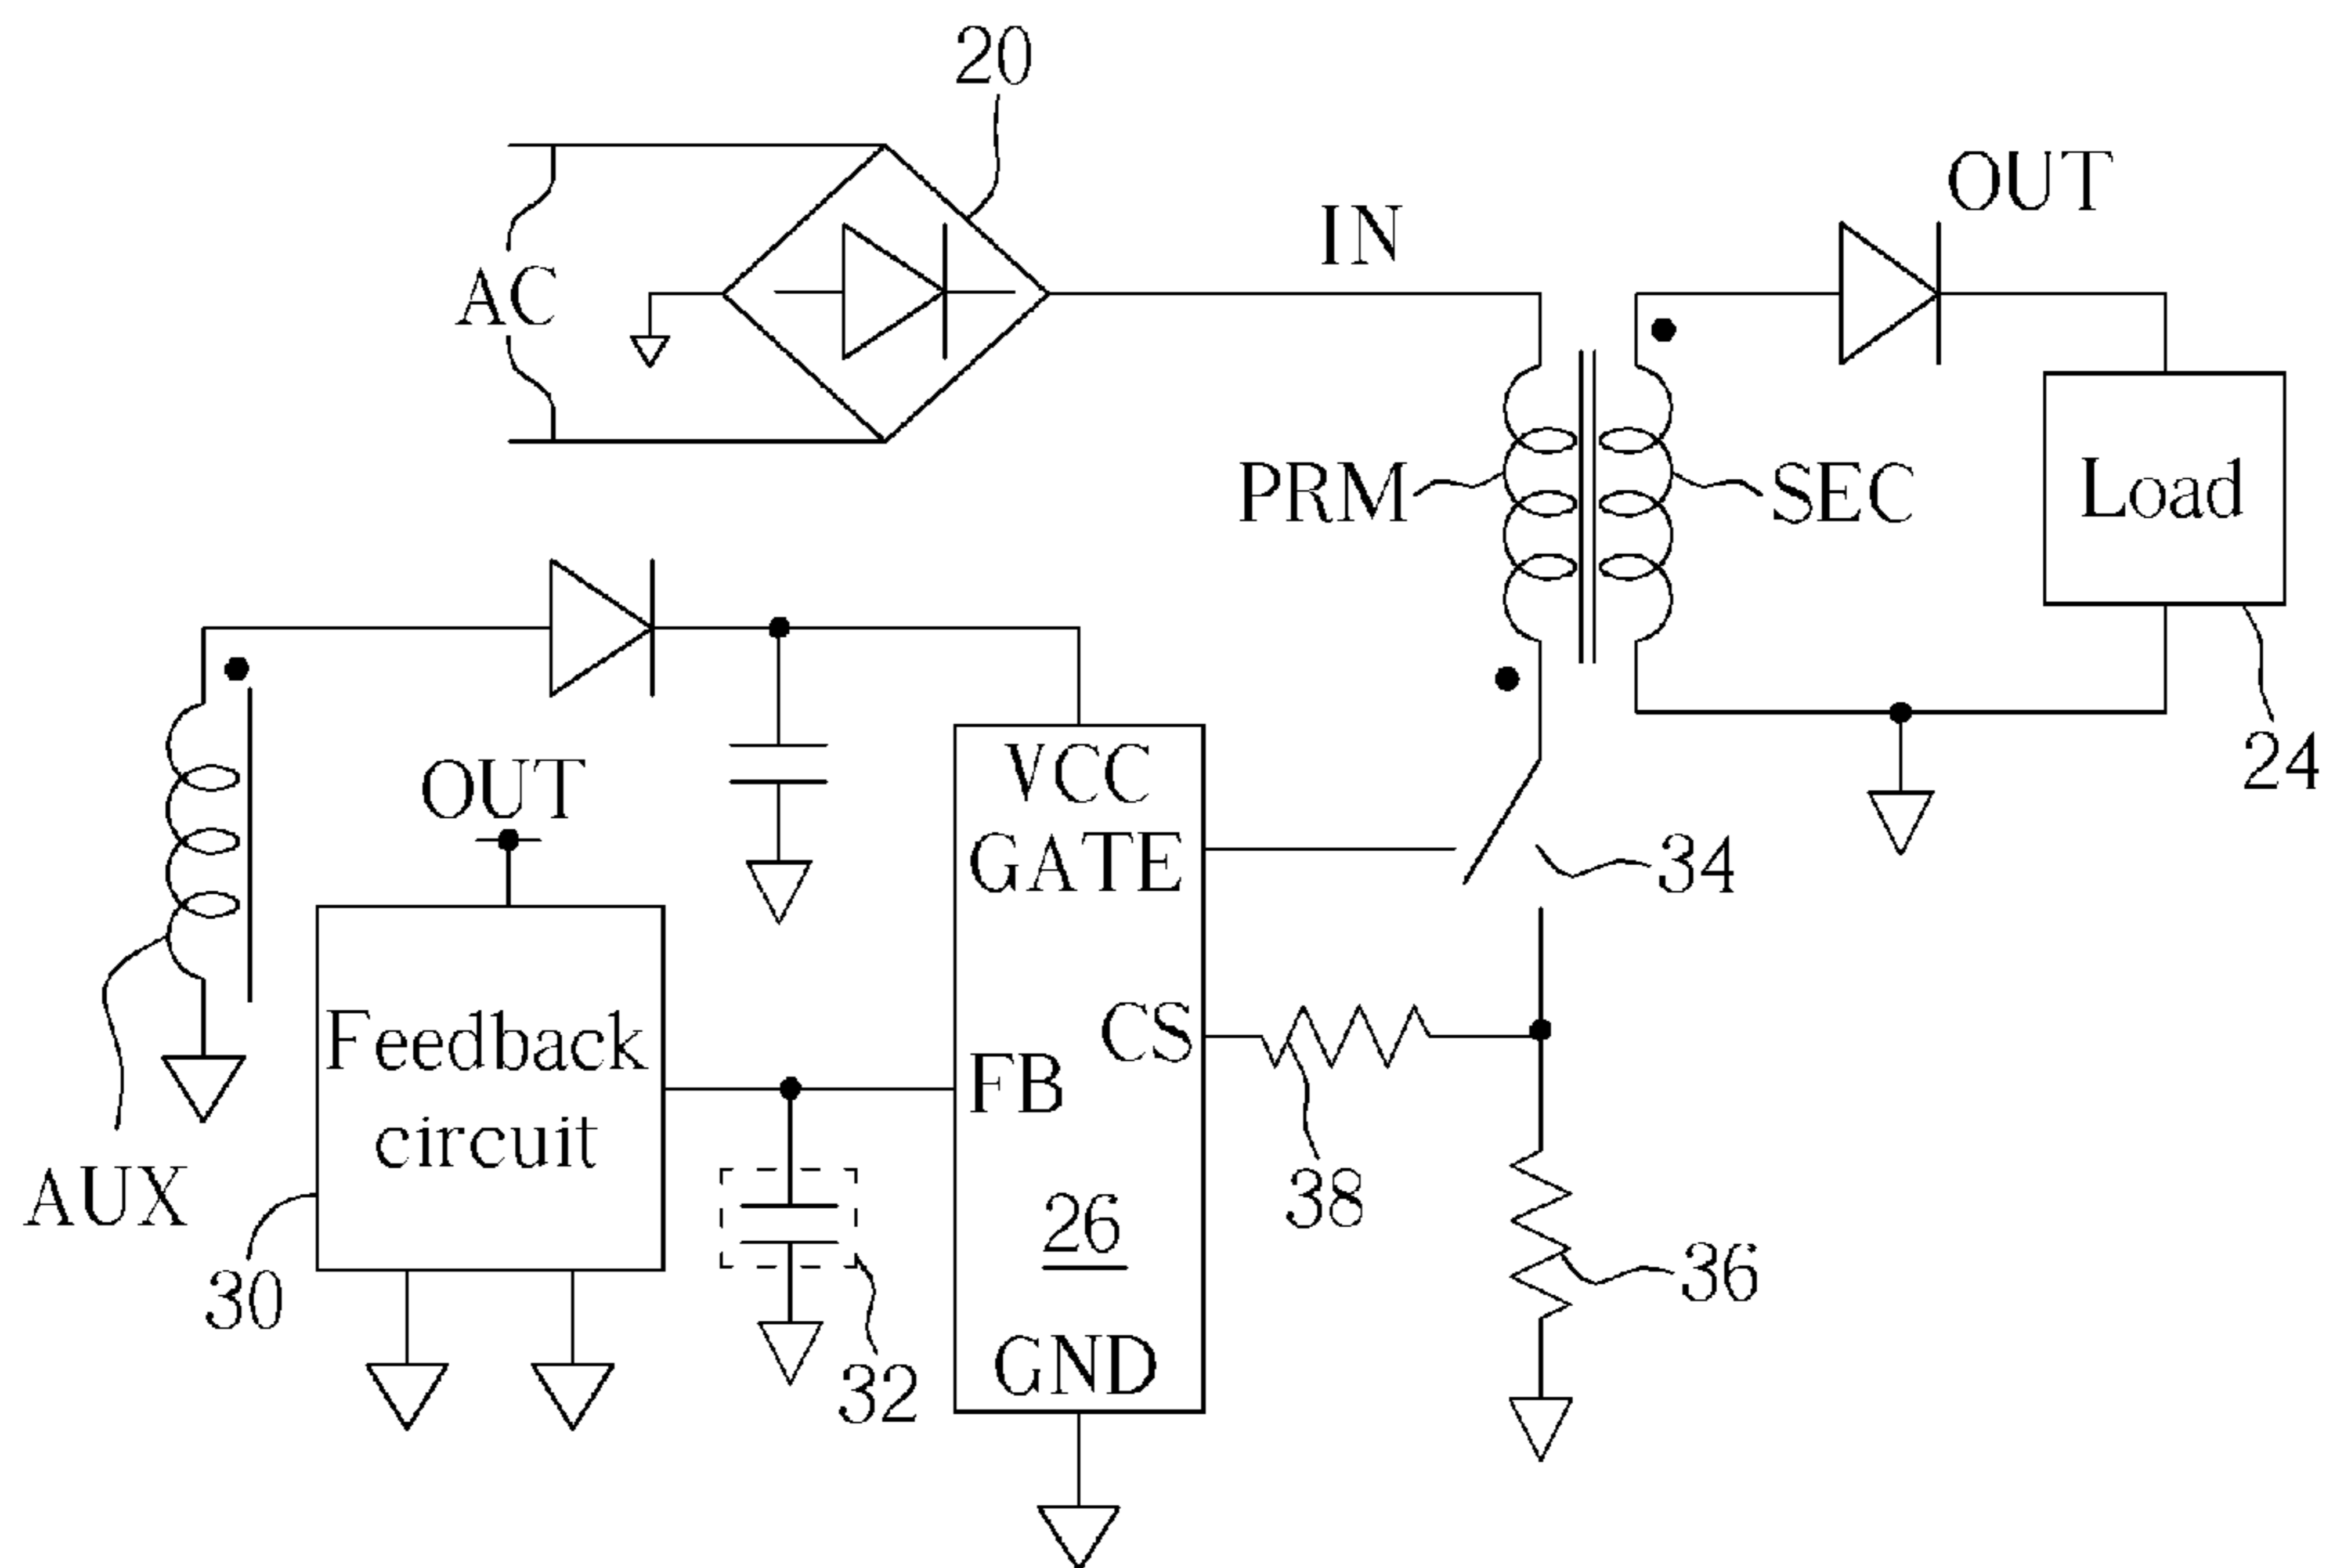 20
OUT
IN
AC
PRM
SEC
Load
24
OUT
VCC
GATE
34
CS
Feedback
circuit
FB
AUX
38
26
30
36
32
GND